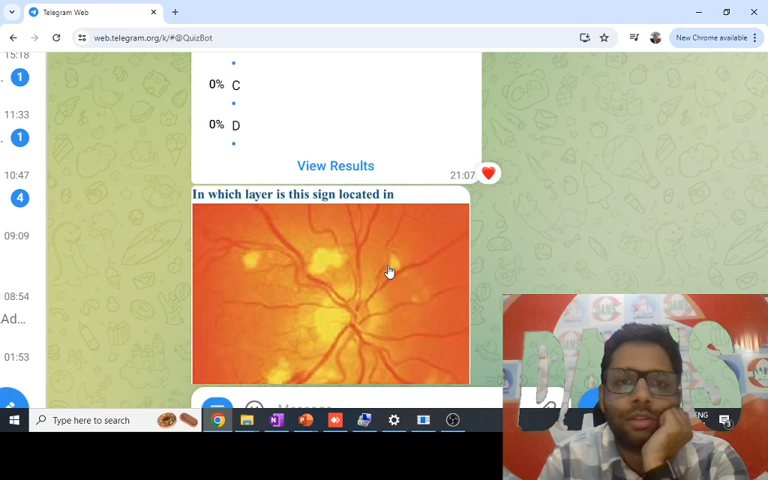 Telegram Web
web.telegram.org/k/#@QuizBot
New Chrome available
15:18
1
11:33
1
10:47
4
09:09
08:54
Ad...
01:53
0% C
0% D
View Results
21:07
In which layer is this sign located in
Type here to search
NG
3